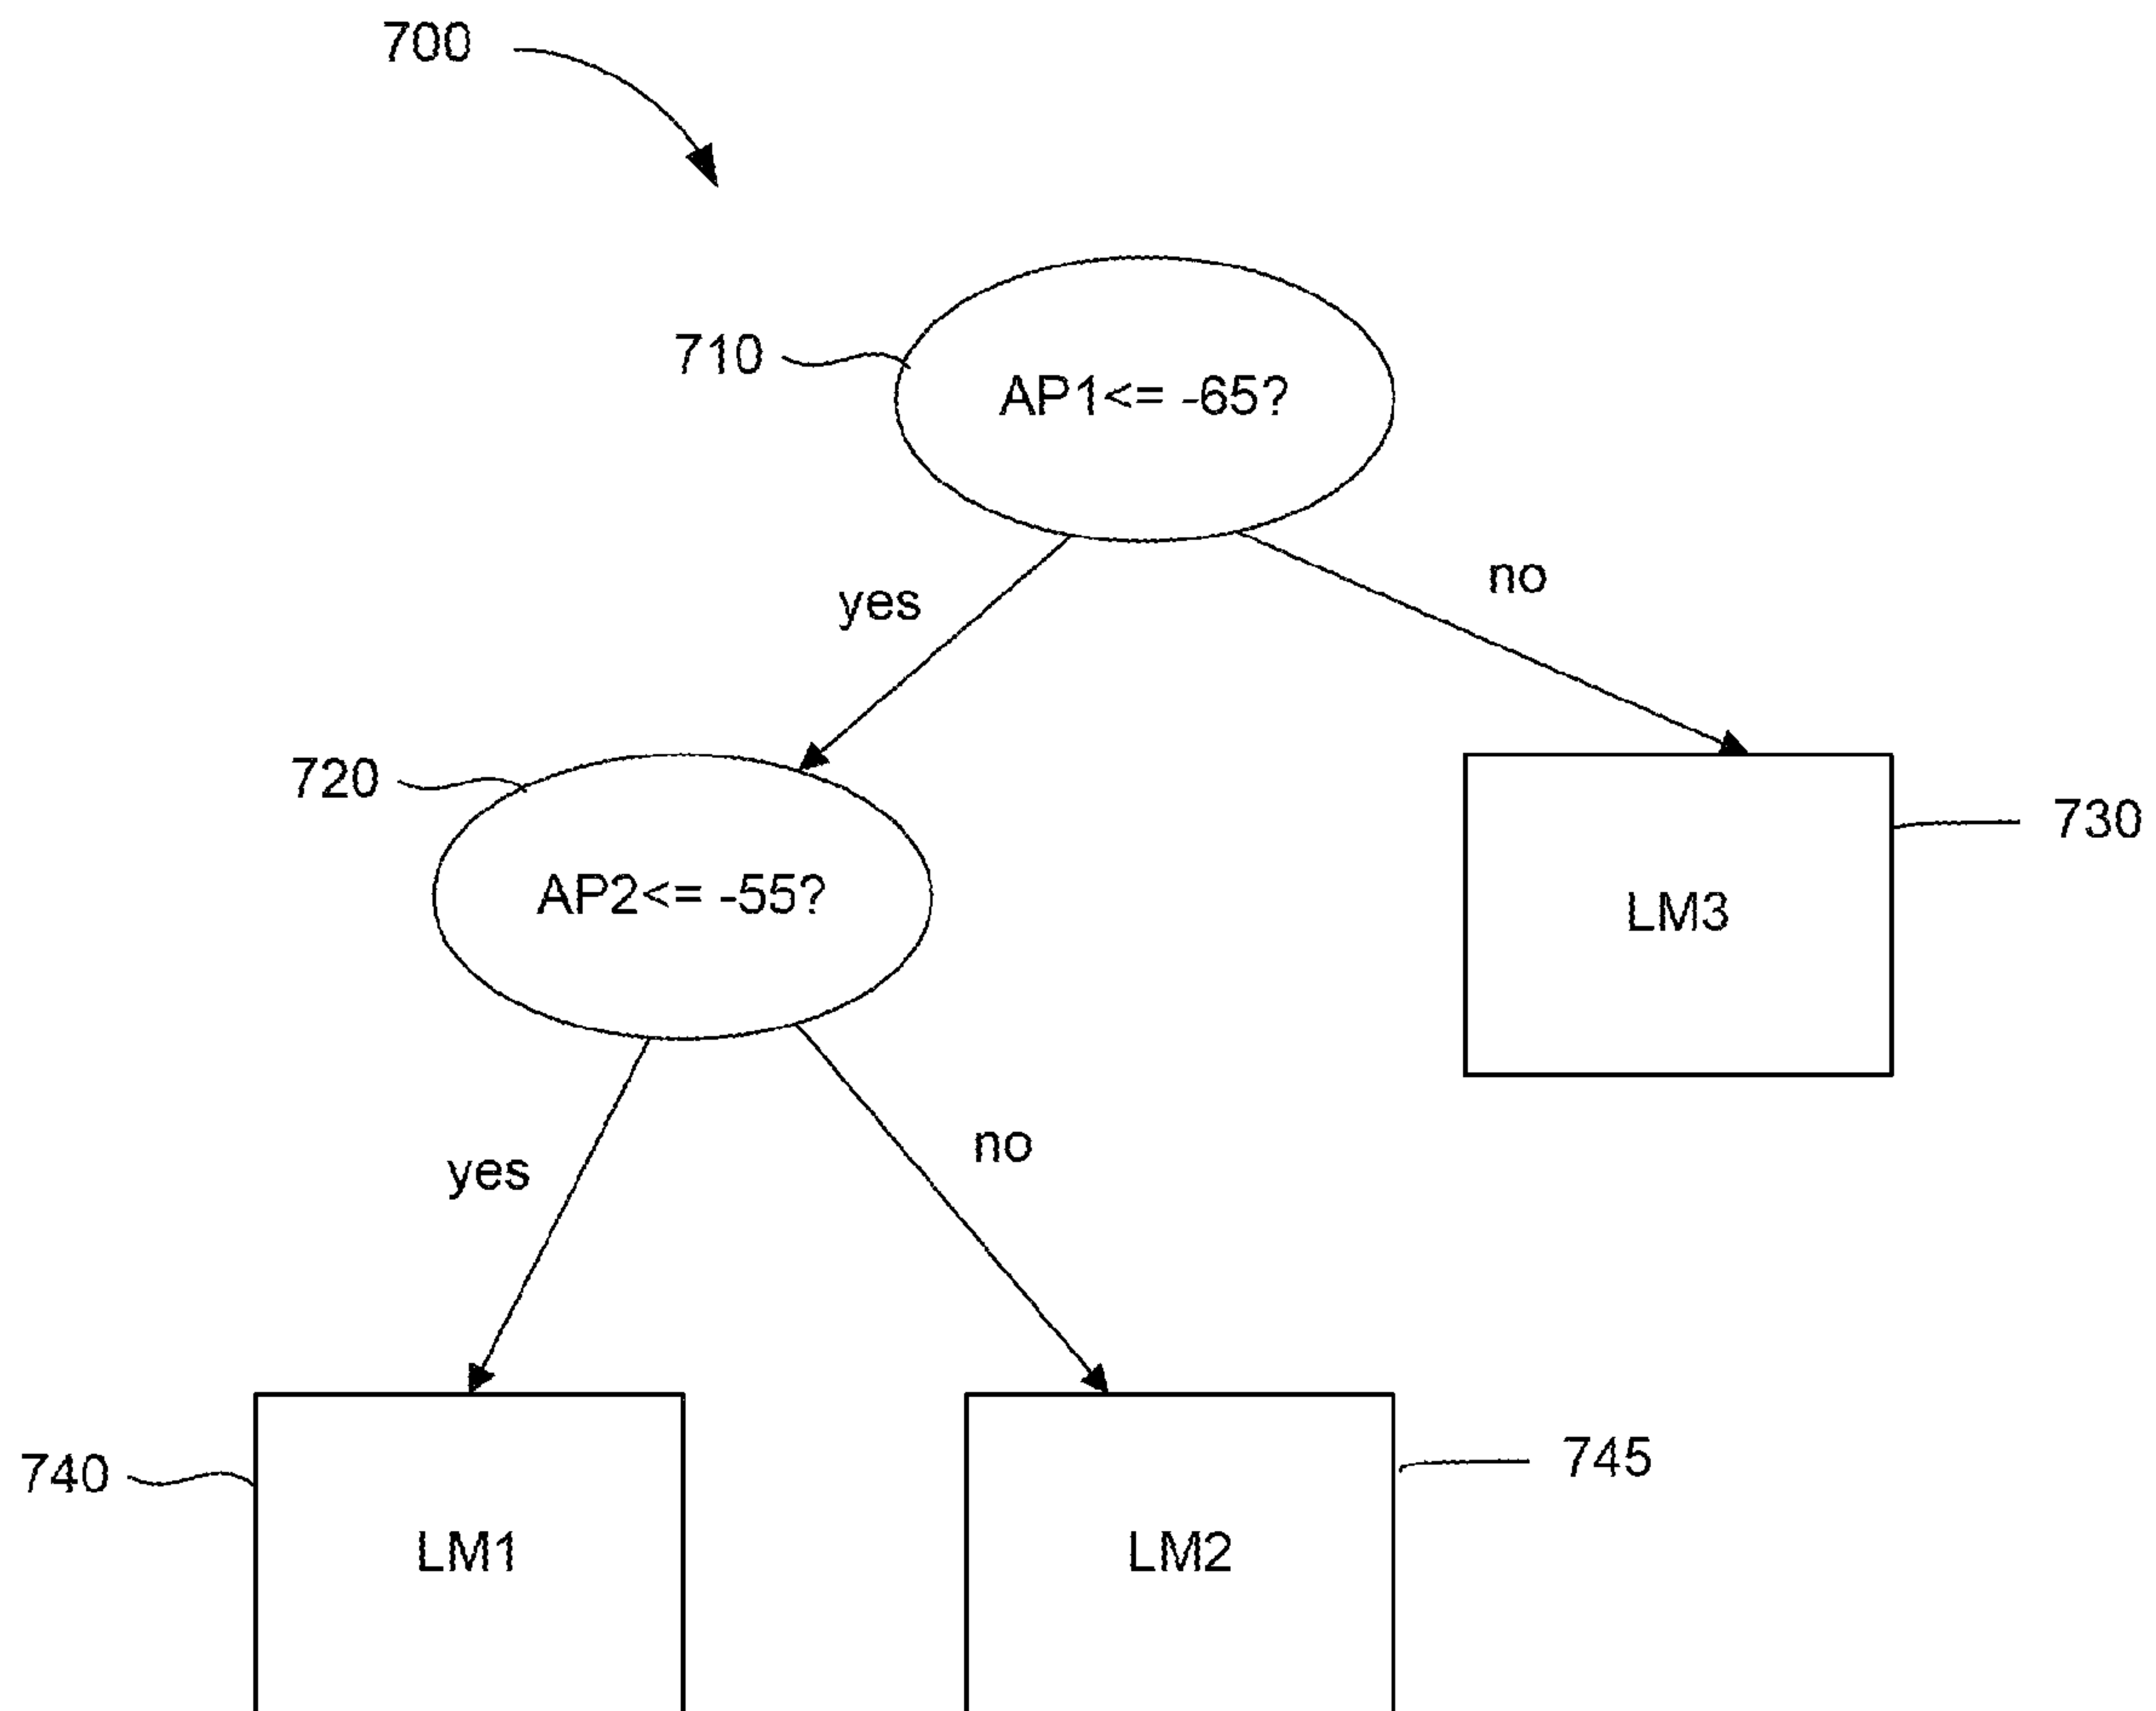 700
710
AP1<= -65?
yes
no
720
AP2<= -55?
730
LM3
yes
no
740
LM1
745
LM2